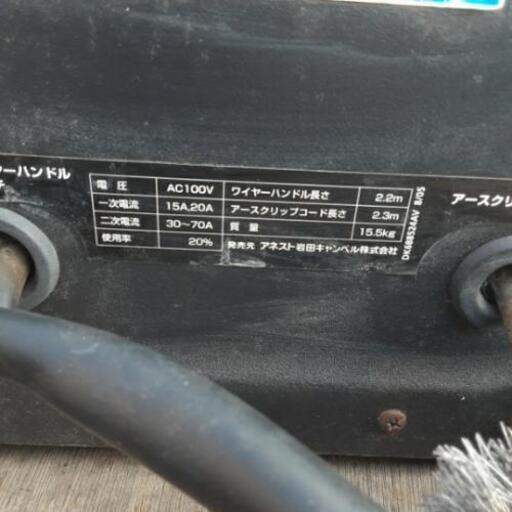 ーハンドル
電圧 AC100V ワイヤーハンドル長さ 2.2m
一次電流 15A,20A アースクリップコード長さ 2.3m
二次電流 30～70A 質量 15.5kg
使用率 20% 発売元 アネスト岩田キャンベル株式会社
DK688524AV 8/05
アースクリ